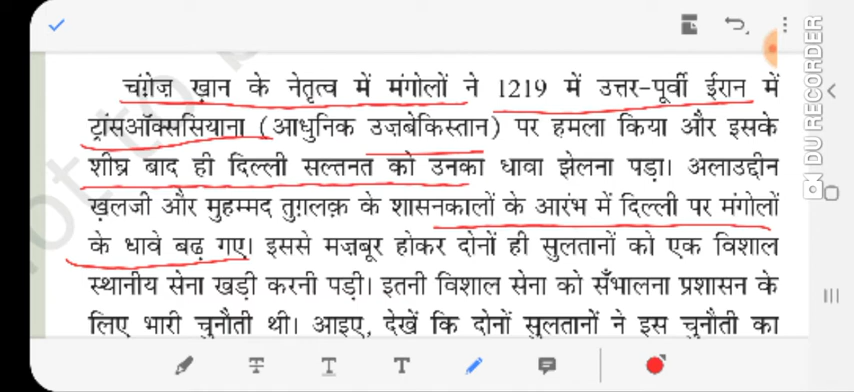 चंगेज़ ख़ान के नेतृत्व में मंगोलों ने 1219 में उत्तर-पूर्वी ईरान में
ट्रांसऑक्ससियाना (आधुनिक उज़बेकिस्तान) पर हमला किया और इसके
शीघ्र बाद ही दिल्ली सल्तनत को उनका धावा झेलना पड़ा। अलाउद्दीन
ख़लजी और मुहम्मद तुग़लक़ के शासनकालों के आरंभ में दिल्ली पर मंगोलों
के धावे बढ़ गए। इससे मज़बूर होकर दोनों ही सुलतानों को एक विशाल
स्थानीय सेना खड़ी करनी पड़ी। इतनी विशाल सेना को सँभालना प्रशासन के
लिए भारी चुनौती थी। आइए, देखें कि दोनों सुलतानों ने इस चुनौती का
DU RECORDER